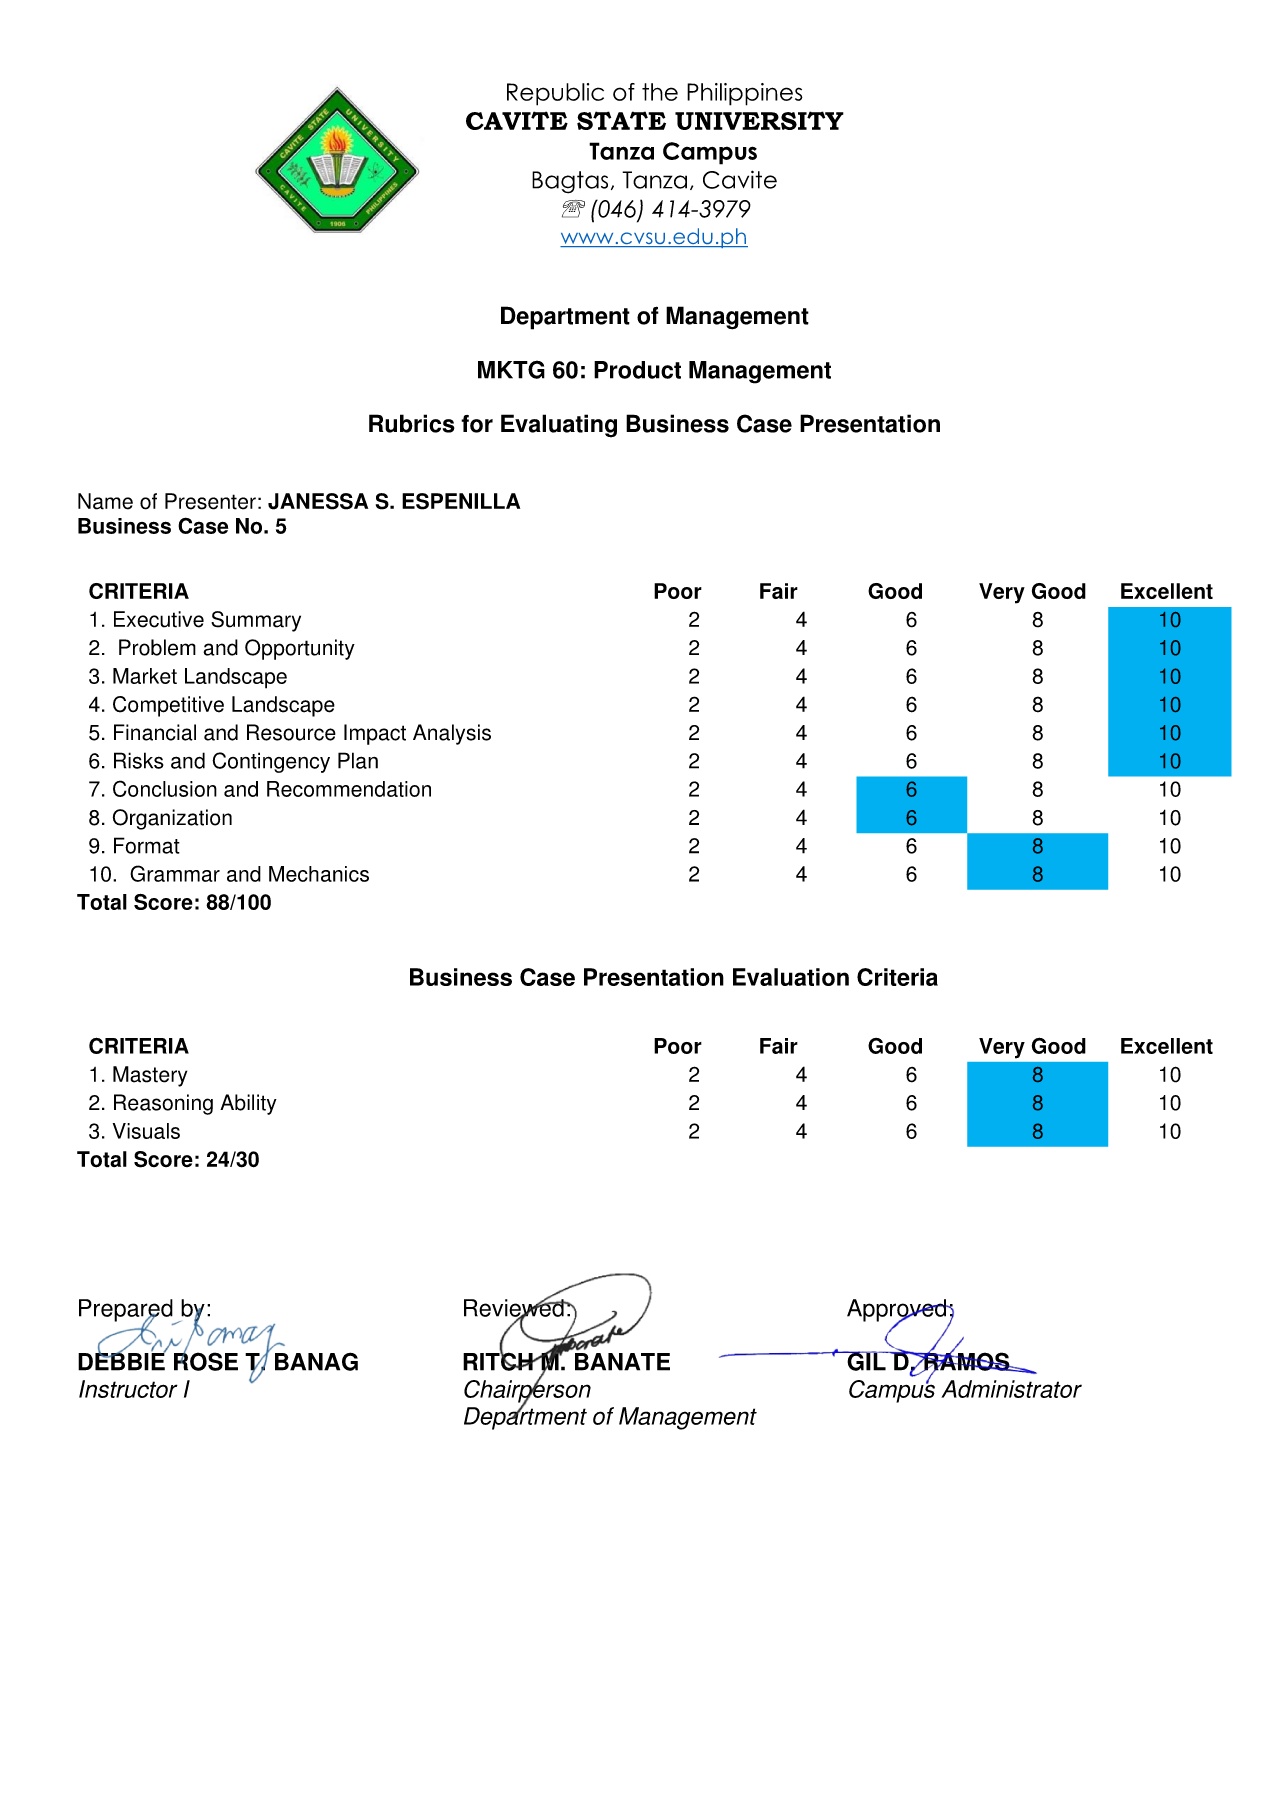 Republic of the Philippines
CAVITE STATE UNIVERSITY
Tanza Campus
Bagtas, Tanza, Cavite
☏ (046) 414-3979
www.cvsu.edu.ph
CAVITE STATE UNIVERSITY
CAVITE PHILIPPINES
1906
Department of Management
MKTG 60: Product Management
Rubrics for Evaluating Business Case Presentation
Name of Presenter: JANESSA S. ESPENILLA
Business Case No. 5
CRITERIA Poor Fair Good Very Good Excellent
1. Executive Summary 2 4 6 8 10
2. Problem and Opportunity 2 4 6 8 10
3. Market Landscape 2 4 6 8 10
4. Competitive Landscape 2 4 6 8 10
5. Financial and Resource Impact Analysis 2 4 6 8 10
6. Risks and Contingency Plan 2 4 6 8 10
7. Conclusion and Recommendation 2 4 6 8 10
8. Organization 2 4 6 8 10
9. Format 2 4 6 8 10
10. Grammar and Mechanics 2 4 6 8 10
Total Score: 88/100
Business Case Presentation Evaluation Criteria
CRITERIA Poor Fair Good Very Good Excellent
1. Mastery 2 4 6 8 10
2. Reasoning Ability 2 4 6 8 10
3. Visuals 2 4 6 8 10
Total Score: 24/30
Prepared by: Reviewed: Approved:
DEBBIE ROSE T. BANAG RITCH M. BANATE GIL D. RAMOS
Instructor I Chairperson Campus Administrator
Department of Management